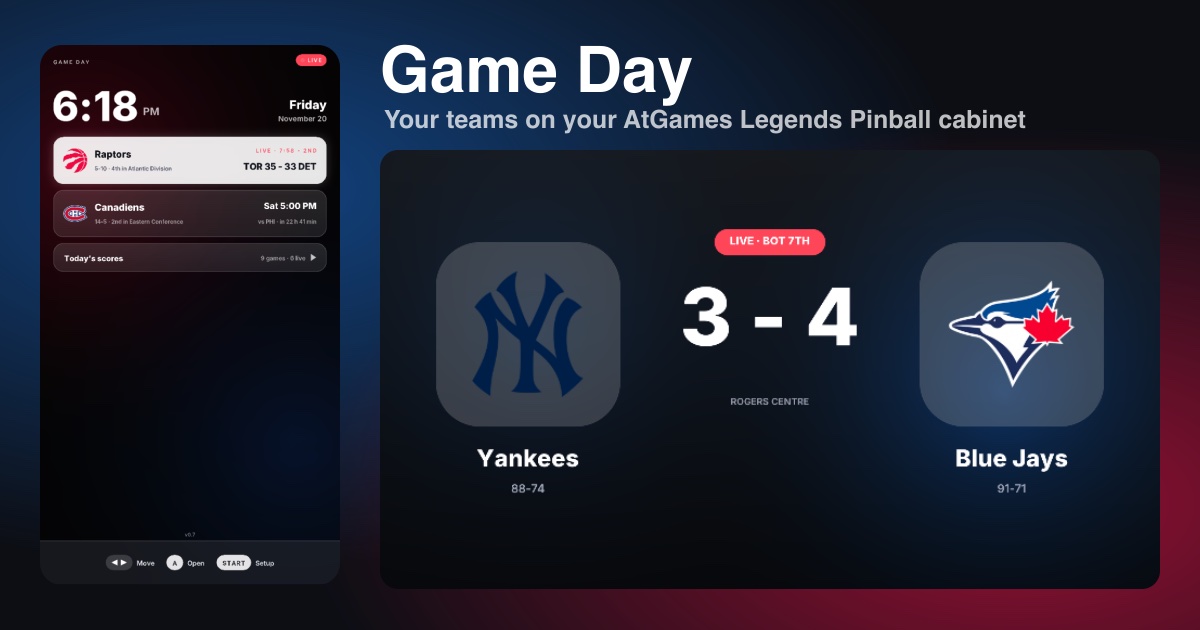 GAME DAY
LIVE
6:18 PM
Friday
November 20
Raptors
5-10 · 4th in Atlantic Division
LIVE · 7:56 - 2ND
TOR 35 - 33 DET
Canadiens
14-5 · 2nd in Eastern Conference
Sat 5:00 PM
vs PHI · in 22 h 41 min
Today's scores
9 games · 6 live ▶
v0.7
◀ ▶ Move
A Open
START Setup
Game Day
Your teams on your AtGames Legends Pinball cabinet
LIVE · BOT 7TH
3 - 4
ROGERS CENTRE
NY
Yankees
88-74
Blue Jays
91-71